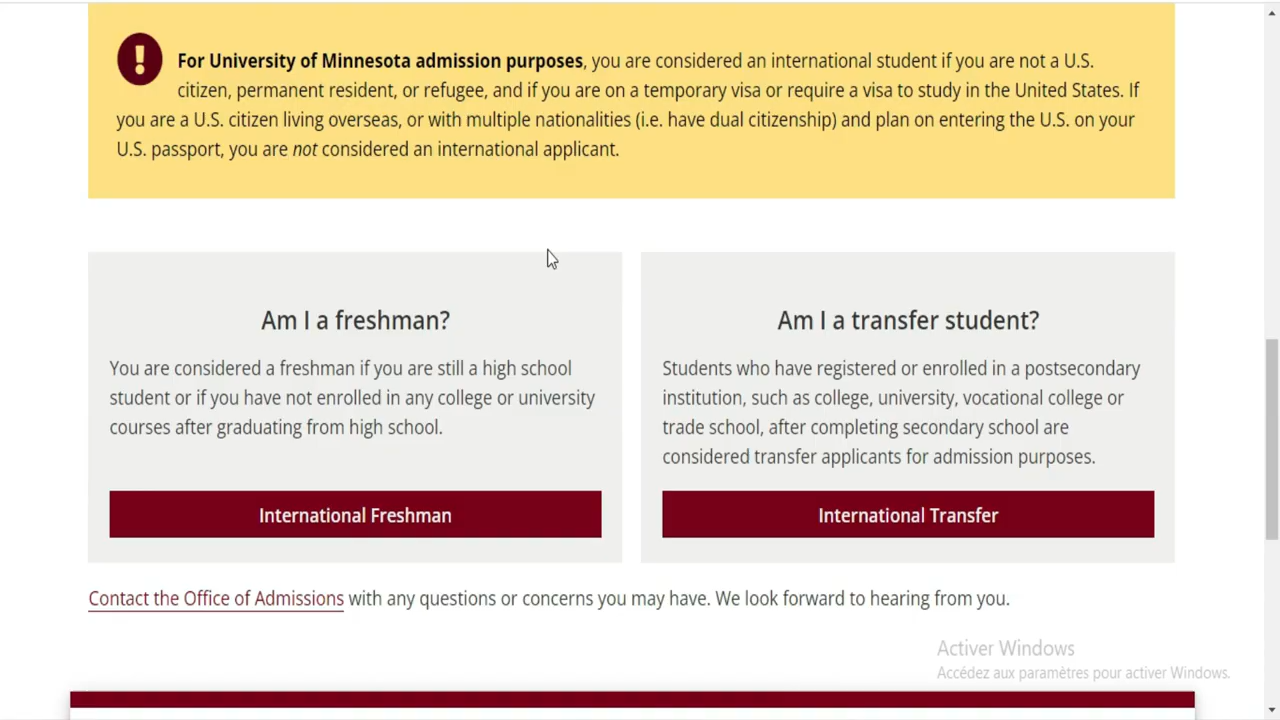 For University of Minnesota admission purposes, you are considered an international student if you are not a U.S.
citizen, permanent resident, or refugee, and if you are on a temporary visa or require a visa to study in the United States. If
you are a U.S. citizen living overseas, or with multiple nationalities (i.e. have dual citizenship) and plan on entering the U.S. on your
U.S. passport, you are not considered an international applicant.
Am I a freshman?
You are considered a freshman if you are still a high school
student or if you have not enrolled in any college or university
courses after graduating from high school.
International Freshman
Am I a transfer student?
Students who have registered or enrolled in a postsecondary
institution, such as college, university, vocational college or
trade school, after completing secondary school are
considered transfer applicants for admission purposes.
International Transfer
Contact the Office of Admissions with any questions or concerns you may have. We look forward to hearing from you.
Activer Windows
Accédez aux paramètres pour activer Windows.